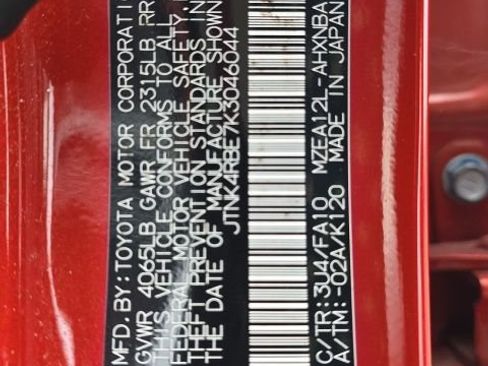 MFD.BY:TOYOTA MOTOR CORPORATI
GVWR 4065LB GAWR FR 2315LB RR
THIS VEHICLE CONFORMS TO ALL
FEDERAL MOTOR VEHICLE SAFETY,
THEFT PREVENTION STANDARDS IN
THE DATE OF MANUFACTURE SHOWN
JTNK4RBE7K3046044
C/TR:3U4/FA10 MZEA12L-AHXNBA
A/TM:-02A/K120 MADE IN JAPAN